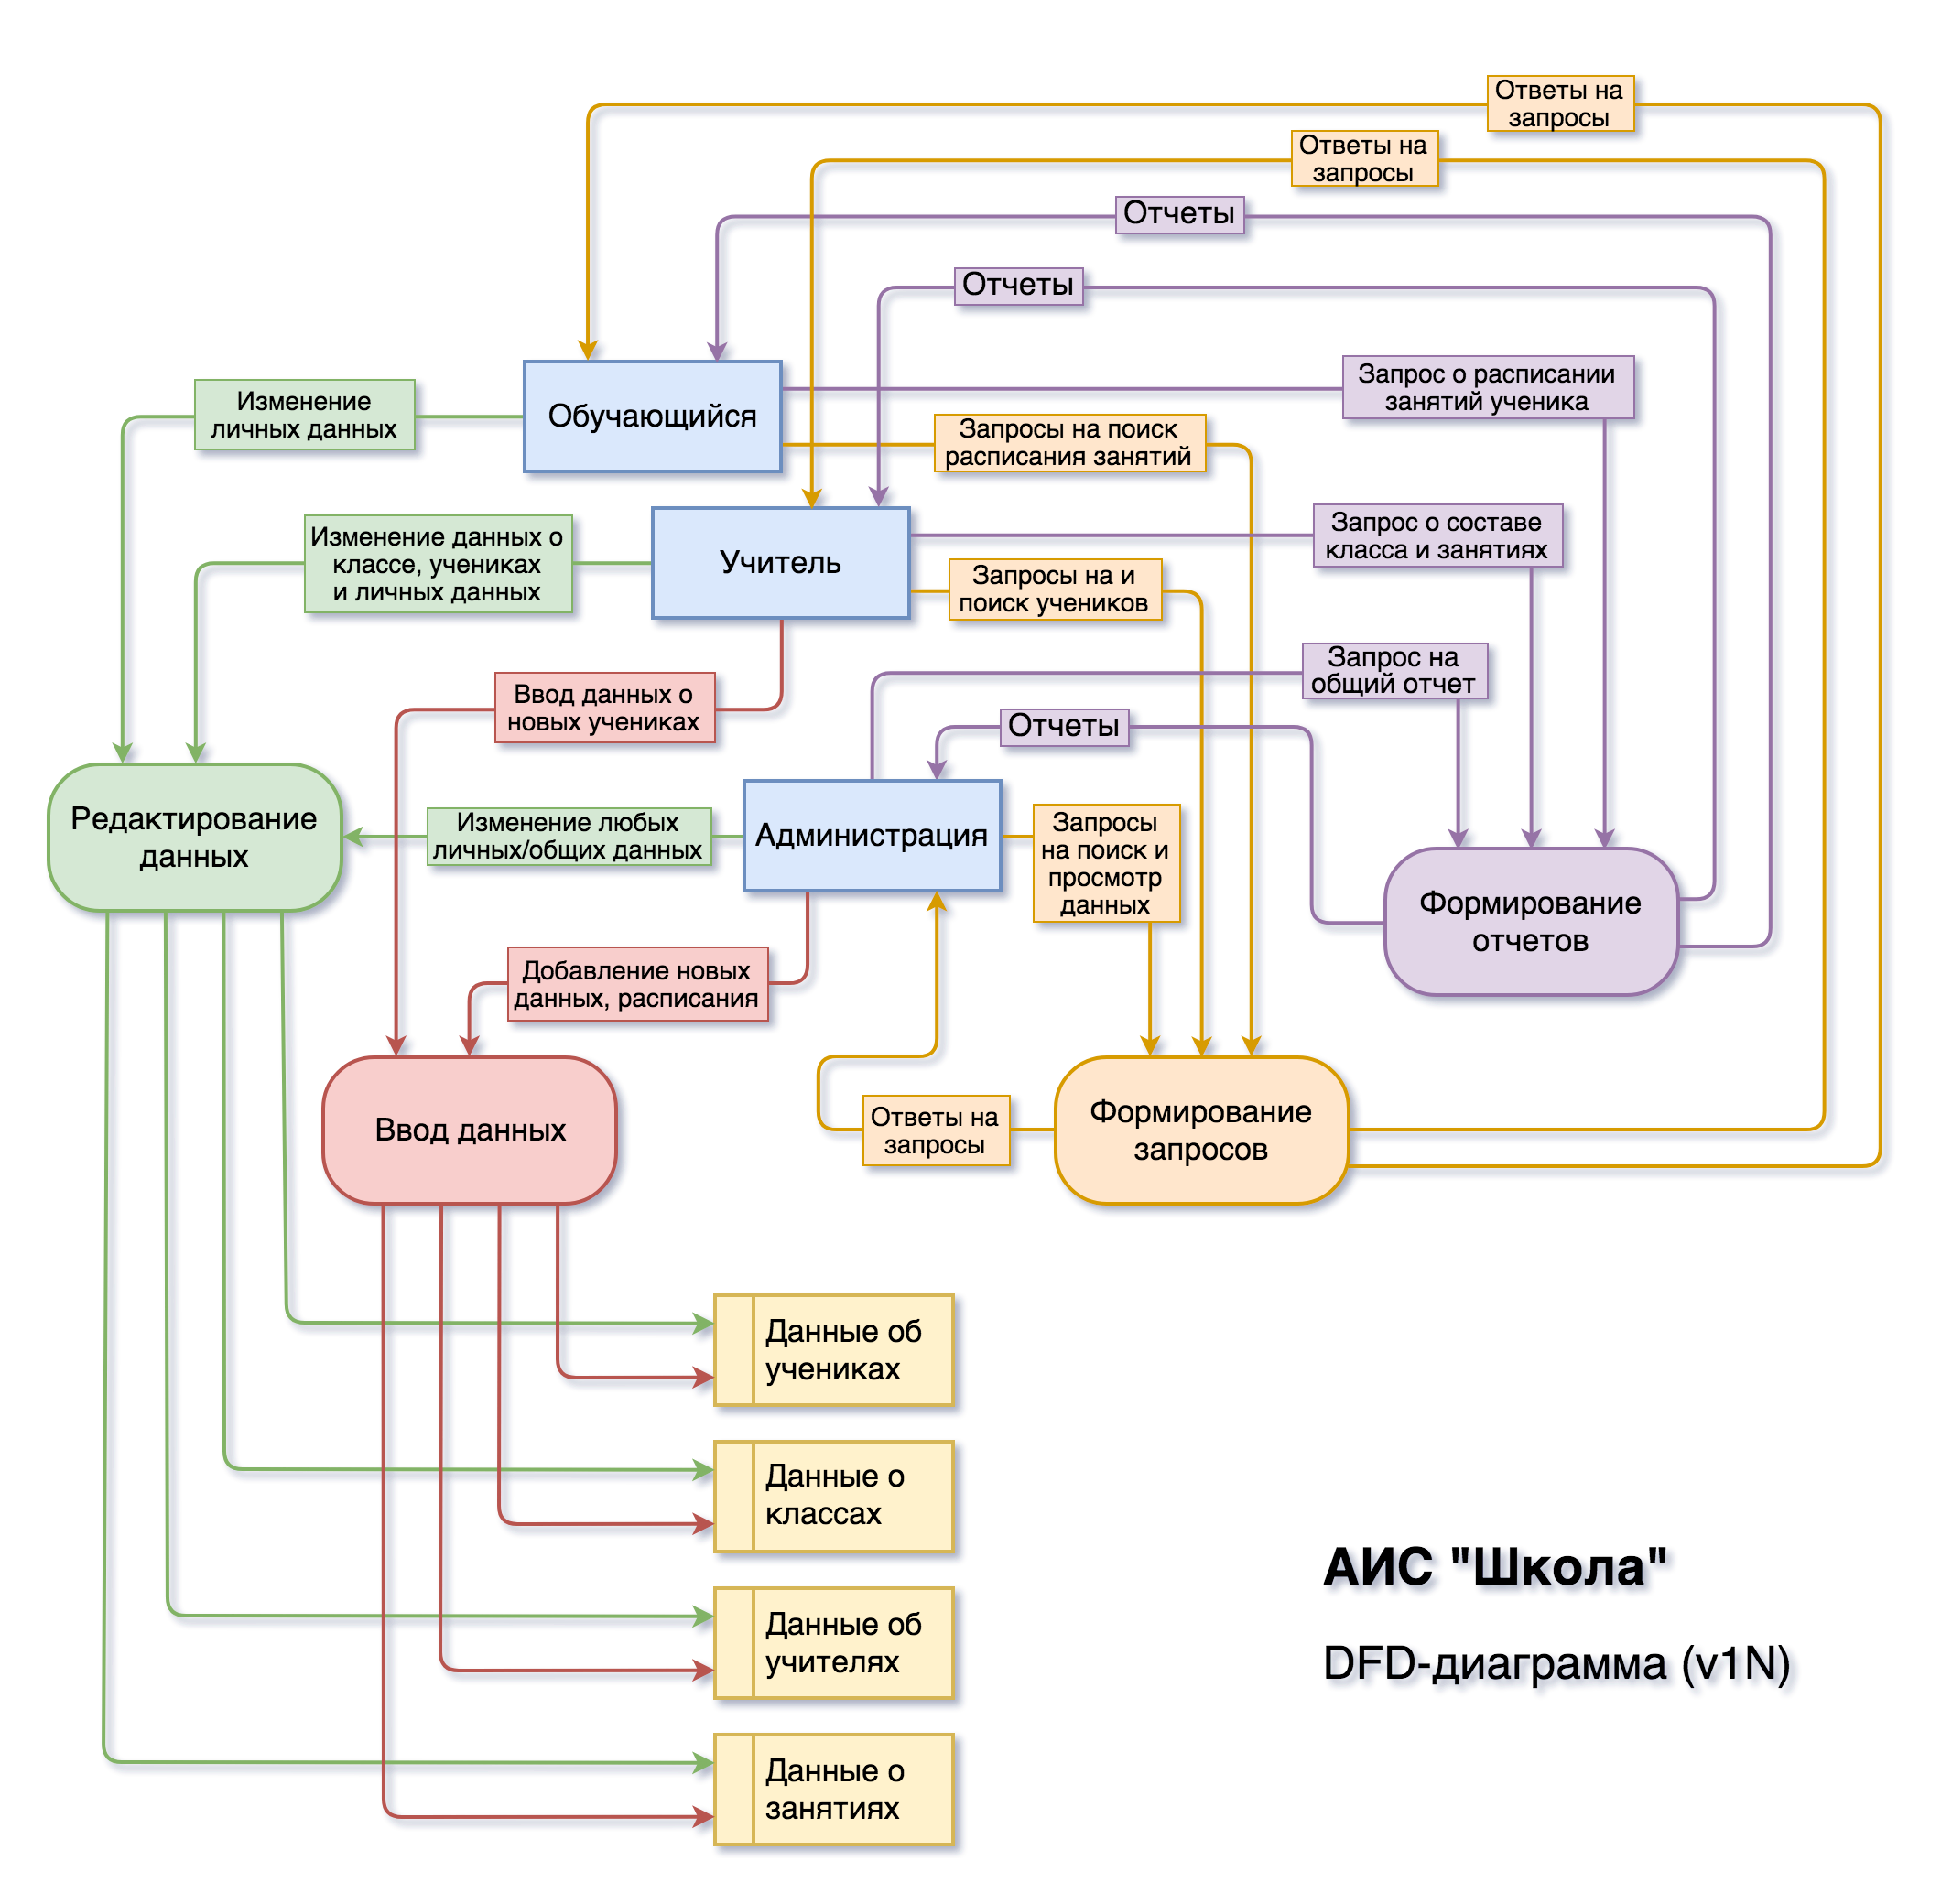 Ответы на
запросы
Ответы на
запросы
Отчеты
Отчеты
Запрос о расписании
занятий ученика
Изменение
личных данных
Обучающийся
Запросы на поиск
расписания занятий
Запрос о составе
класса и занятиях
Изменение данных о
классе, учениках
и личных данных
Учитель
Запросы на и
поиск учеников
Запрос на
общий отчет
Ввод данных о
новых учениках
Отчеты
Редактирование
данных
Изменение любых
личных/общих данных
Администрация
Запросы
на поиск и
просмотр
данных
Формирование
отчетов
Добавление новых
данных, расписания
Ввод данных
Ответы на
запросы
Формирование
запросов
Данные об
учениках
Данные о
классах
АИС "Школа"
Данные об
учителях
DFD-диаграмма (v1N)
Данные о
занятиях